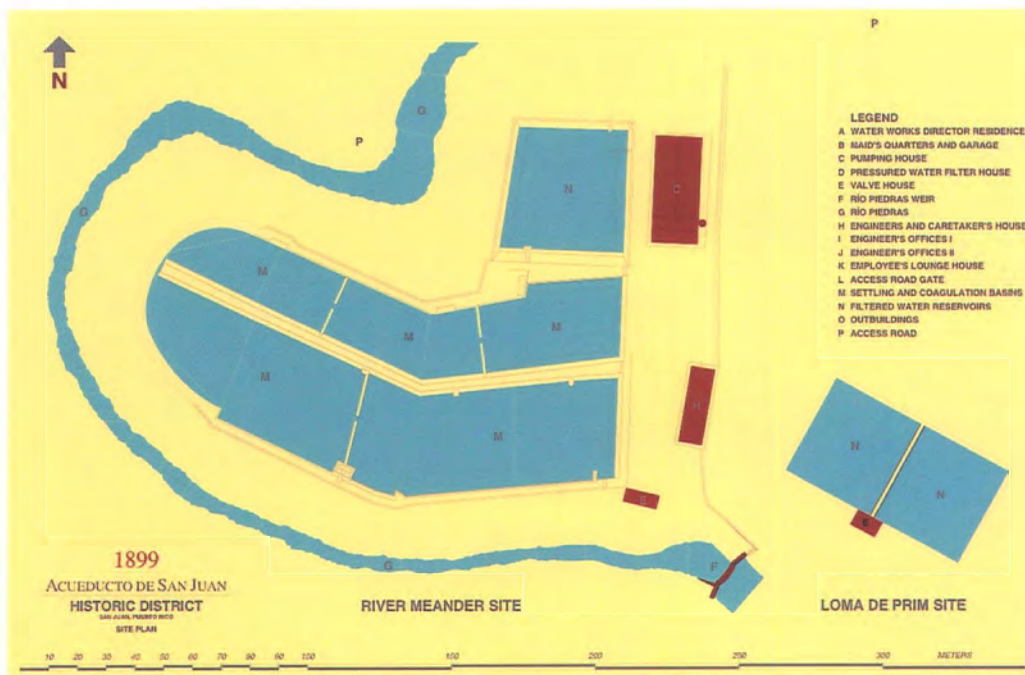 P
N
G
P
LEGEND
A WATER WORKS DIRECTOR RESIDENCE
B MAID'S QUARTERS AND GARAGE
C PUMPING HOUSE
D PRESSURED WATER FILTER HOUSE
E VALVE HOUSE
F RÍO PIEDRAS WEIR
G RÍO PIEDRAS
H ENGINEERS AND CARETAKER'S HOUSE
I ENGINEER'S OFFICES I
J ENGINEER'S OFFICES II
K EMPLOYEE'S LOUNGE HOUSE
L ACCESS ROAD GATE
M SETTLING AND COAGULATION BASINS
N FILTERED WATER RESERVOIRS
O OUTBUILDINGS
P ACCESS ROAD
N
C
G
M
M
M
M
H
M
N
N
E
E
G
F
1899
ACUEDUCTO DE SAN JUAN
HISTORIC DISTRICT
SAN JUAN, PUERTO RICO
SITE PLAN
RIVER MEANDER SITE
LOMA DE PRIM SITE
10 20 30 40 50 60 70 80 90 100 100 200 250 300 METERS